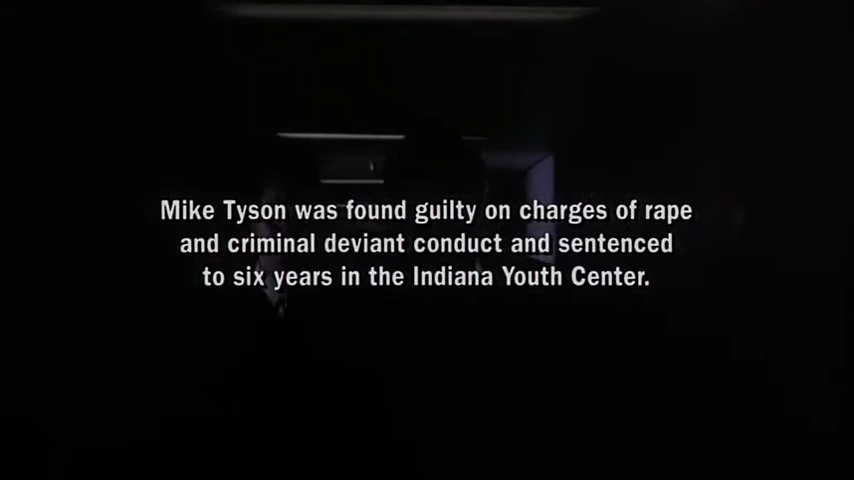 Mike Tyson was found guilty on charges of rape
and criminal deviant conduct and sentenced
to six years in the Indiana Youth Center.